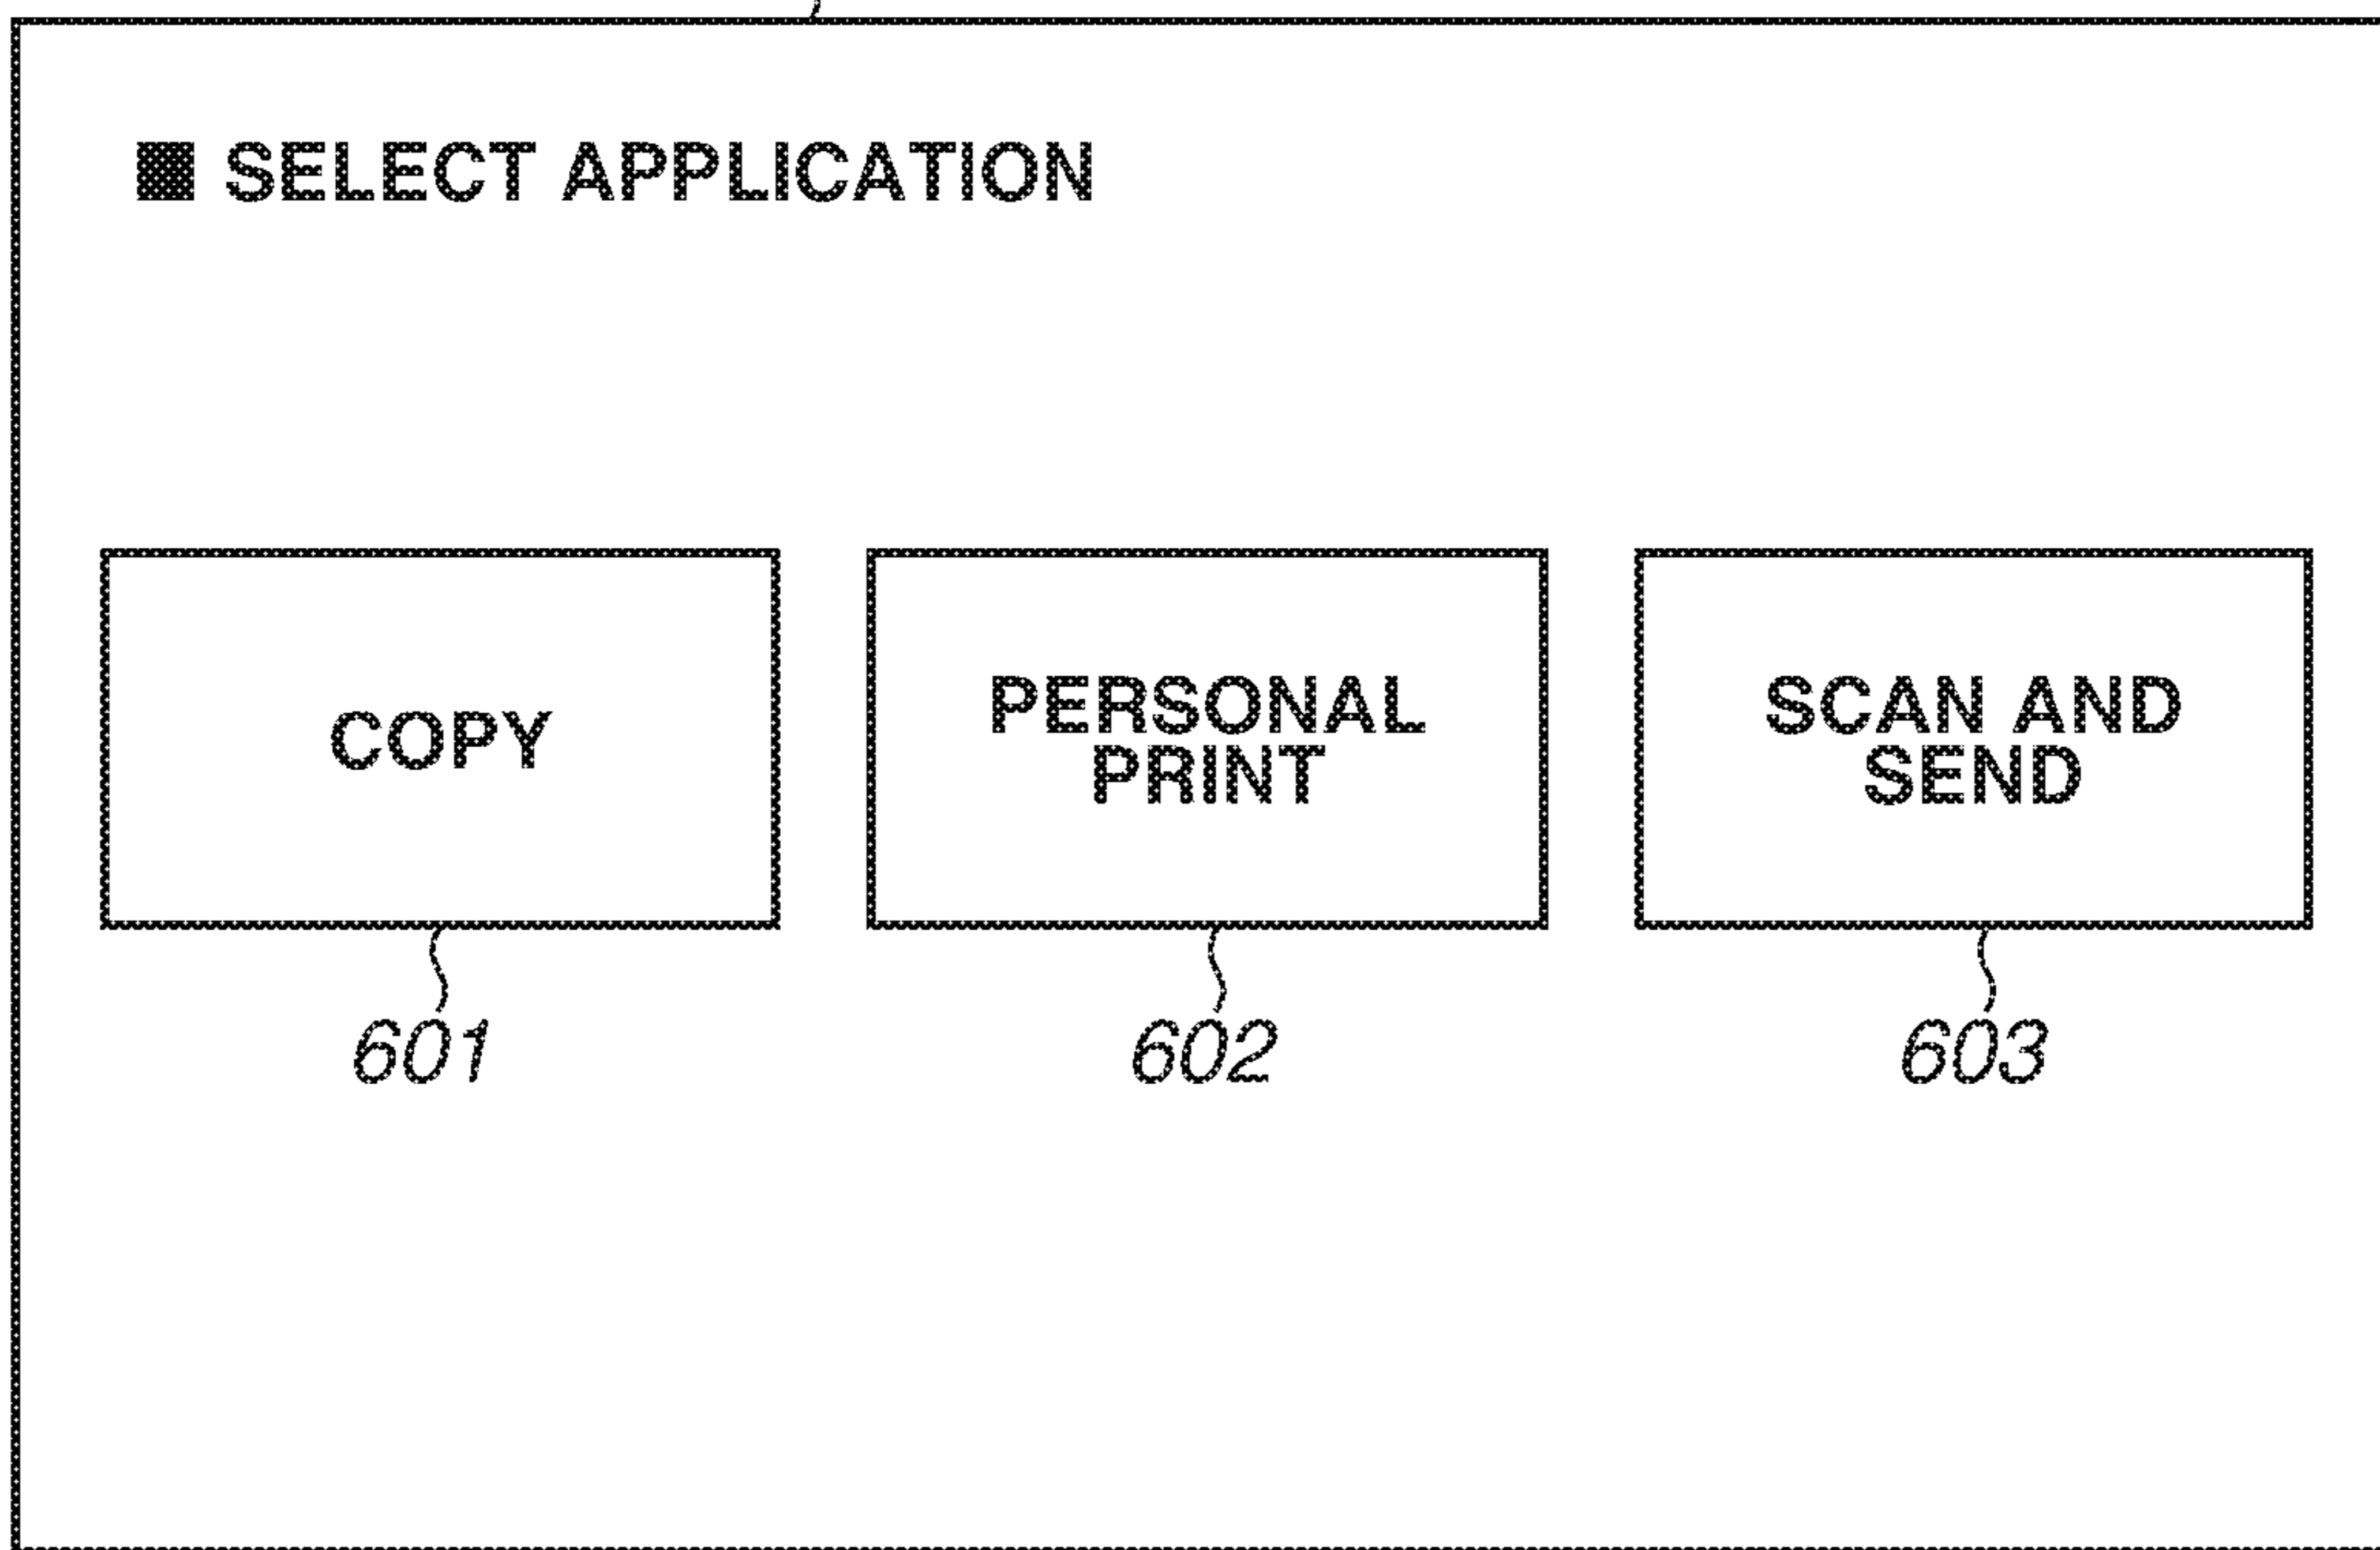 ■ SELECT APPLICATION
COPY
PERSONAL
PRINT
SCAN AND
SEND
601
602
603